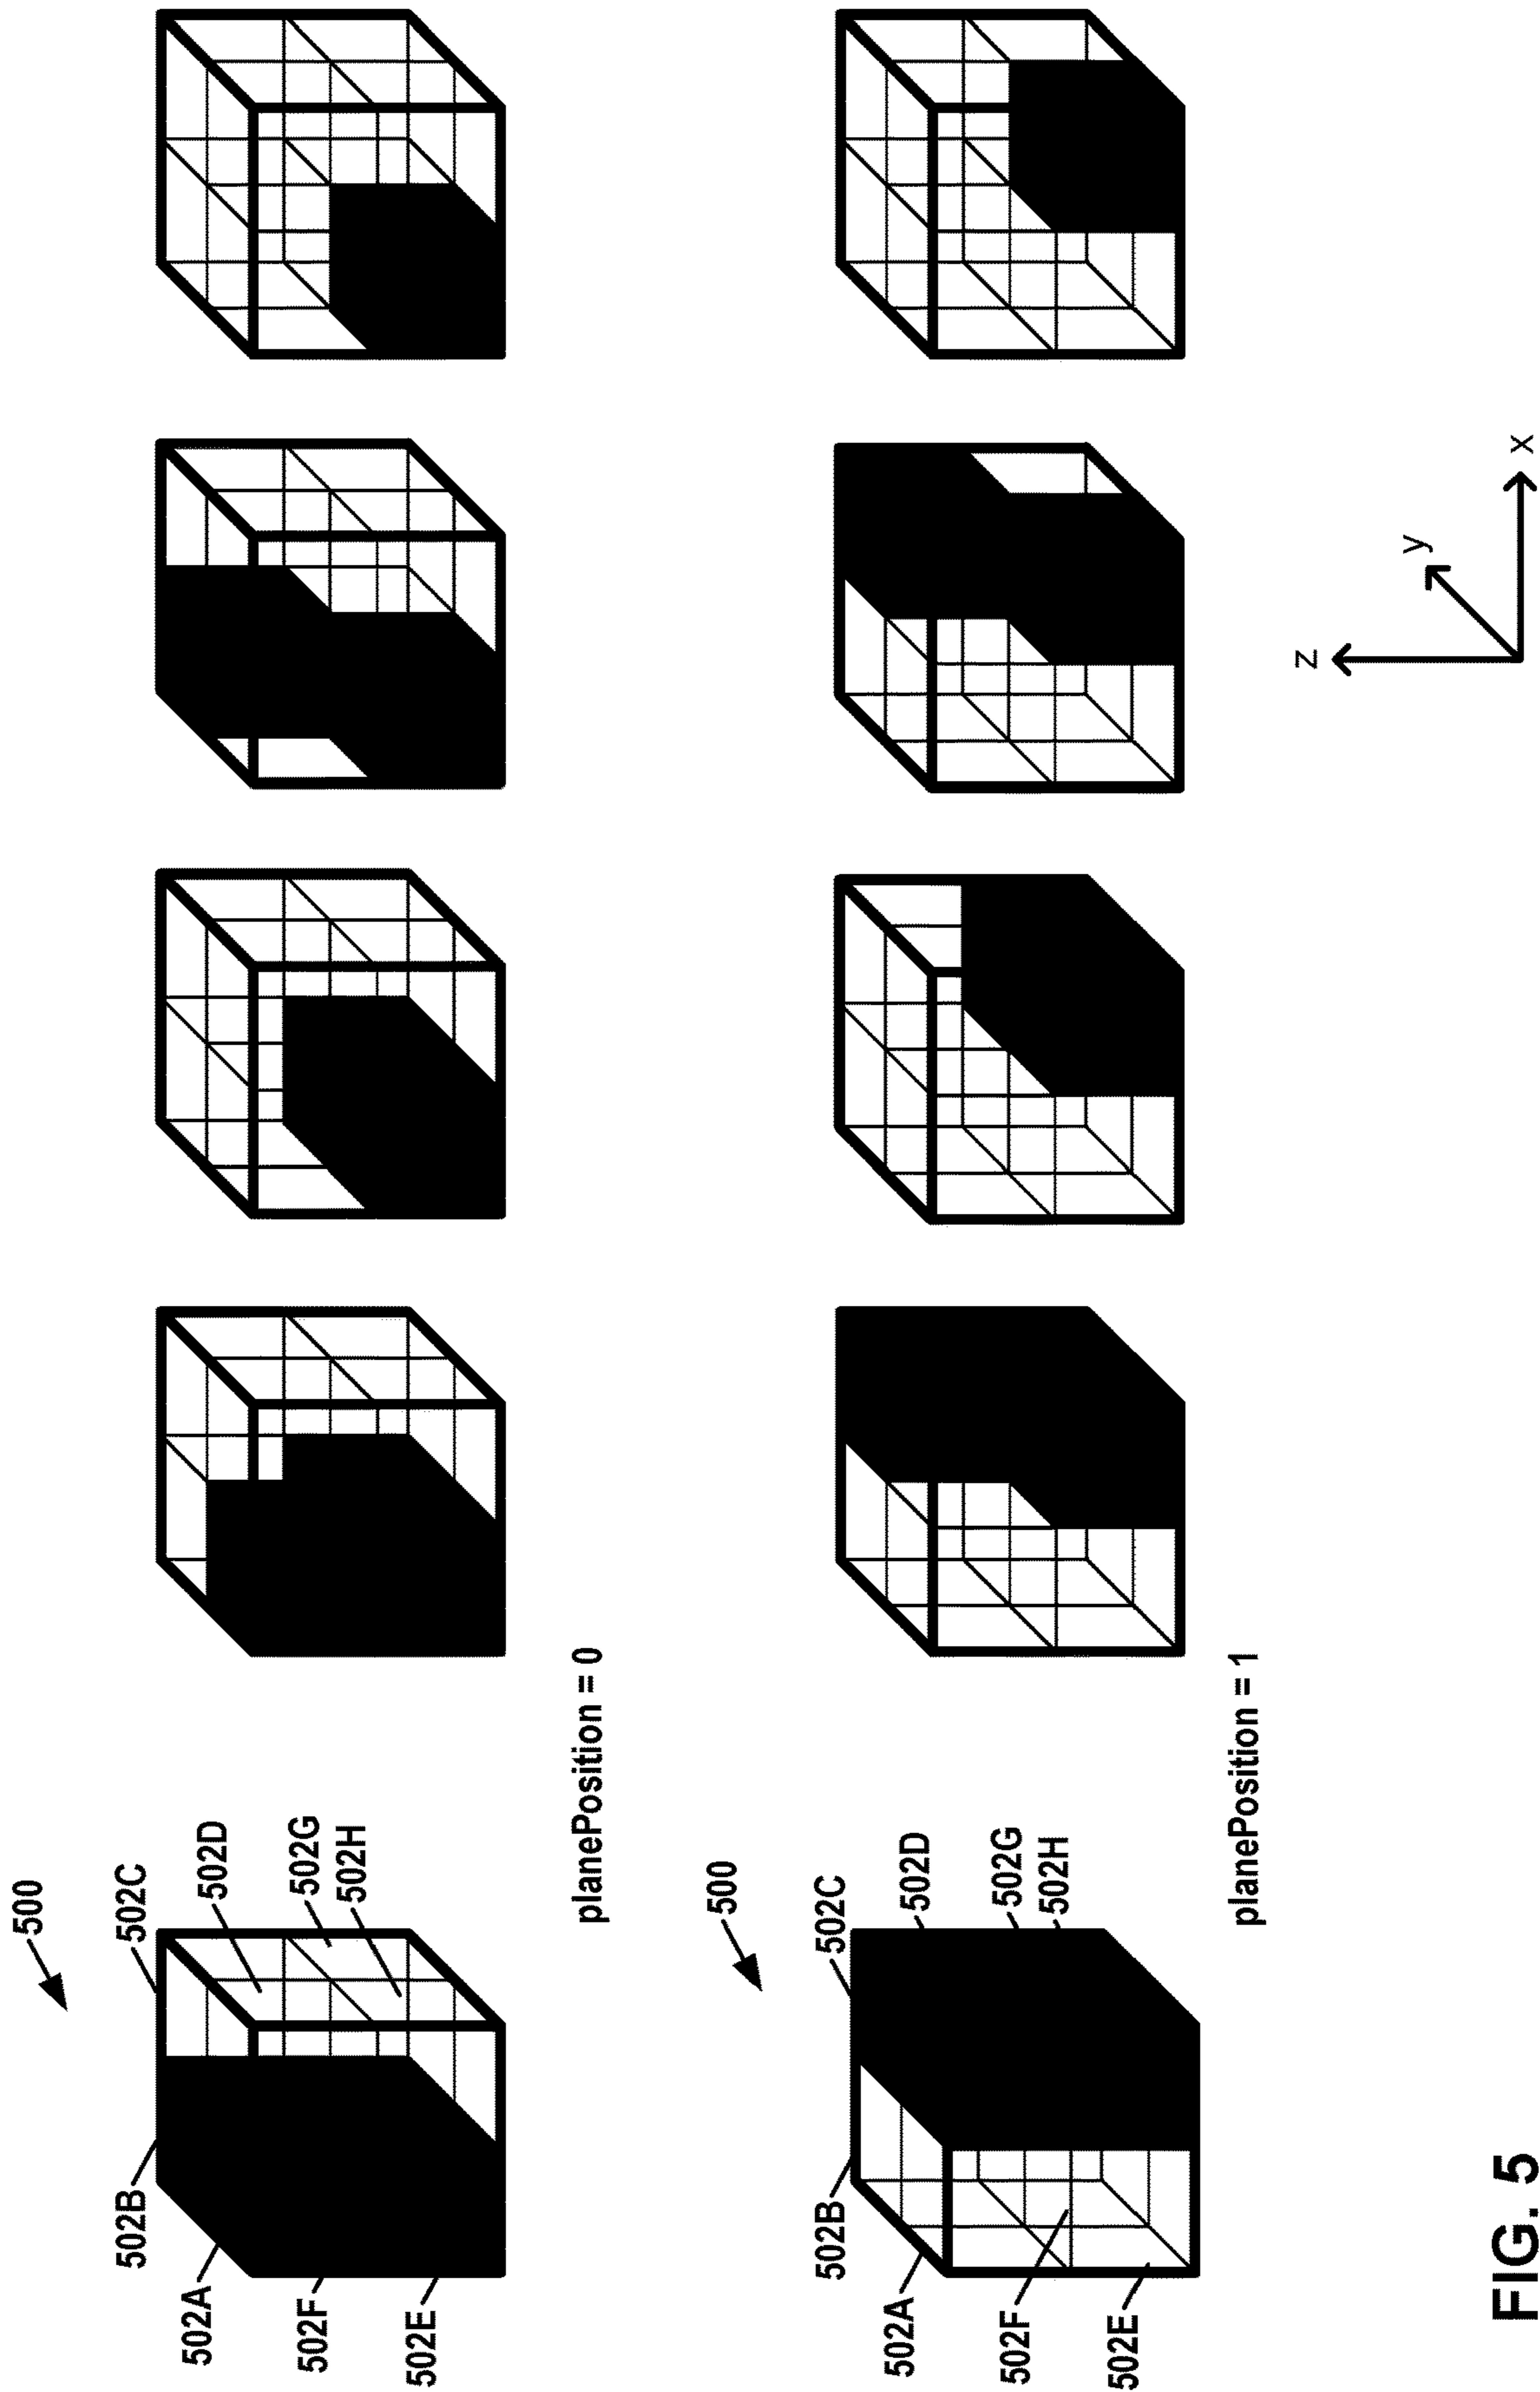 500
502A
502B
502C
502D
502G
502H
502F
502E
planePosition = 0
500
502A
502B
502C
502D
502G
502H
502F
502E
planePosition = 1
z
y
x
FIG. 5